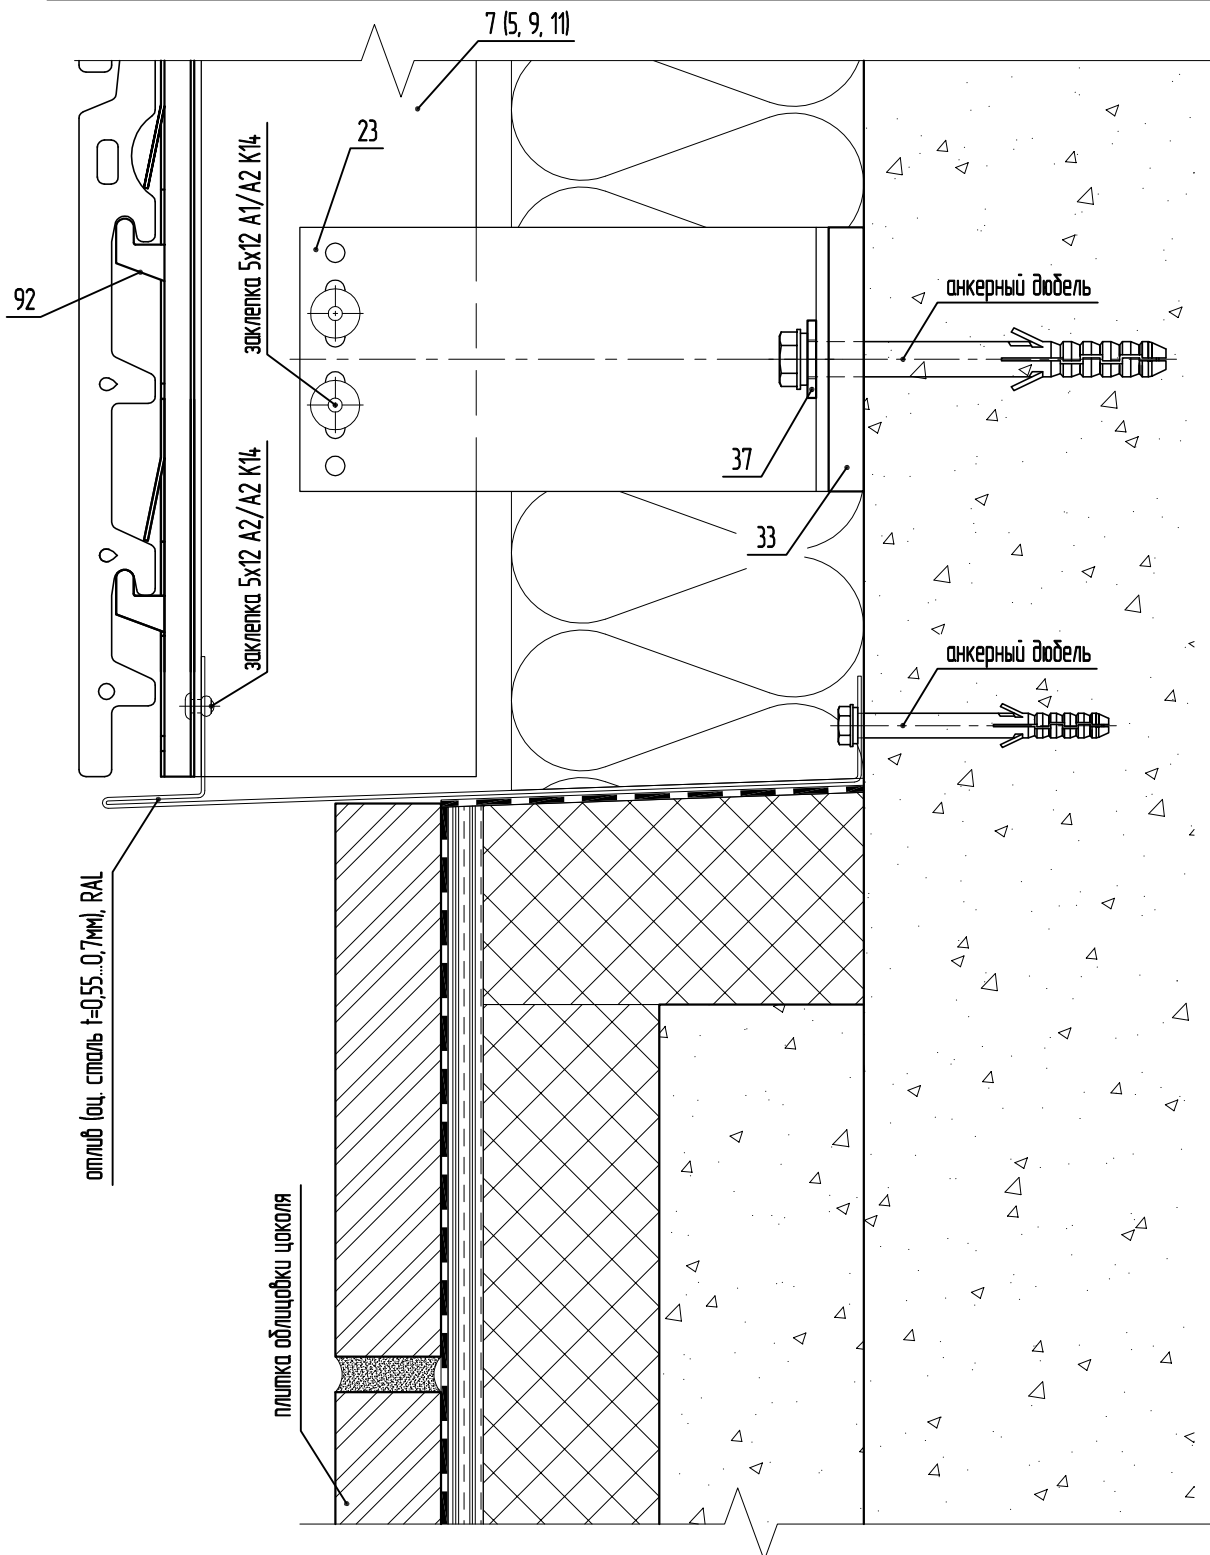 7 (5, 9, 11)
23
заклепка 5х12 А1/А2 К14
92
анкерный дюбель
37
заклепка 5х12 А2/А2 К14
33
анкерный дюбель
отлив (оц. сталь t=0,55...0,7мм), RAL
плитка облицовки цоколя